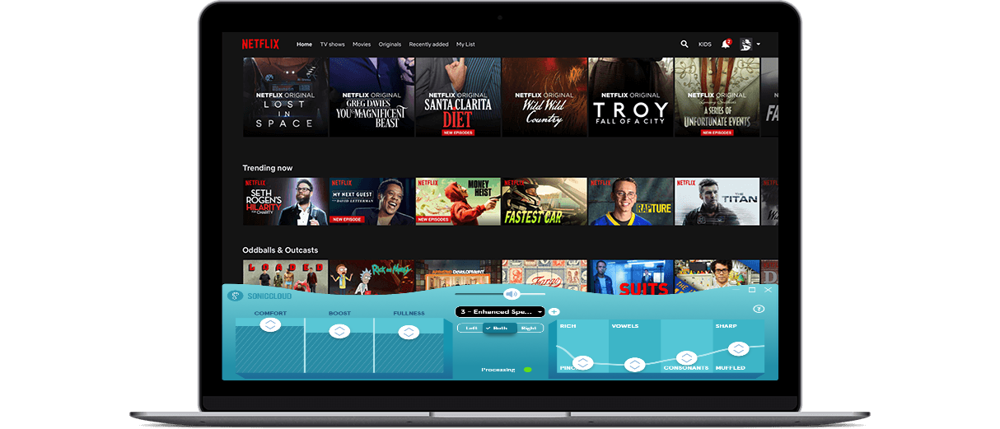 NETFLIX Home TV shows Movies Originals Recently added My List KIDS 2
NETFLIX ORIGINAL
LOST
IN
SPACE
NETFLIX ORIGINAL
GREG DAVIES
YOU MAGNIFICENT
BEAST
NETFLIX ORIGINAL
SANTA CLARITA
DIET
NEW EPISODES
NETFLIX ORIGINAL
Wild Wild
Country
NETFLIX ORIGINAL
TROY
FALL OF A CITY
NETFLIX ORIGINAL
A SERIES OF
UNFORTUNATE EVENTS
NEW EPISODES
FA
Trending now
NETFLIX
SETH
ROGEN'S
HILARITY
FOR CHARITY
NETFLIX
MY NEXT GUEST
DAVID LETTERMAN
NEW EPISODE
NETFLIX
MONEY
HEIST
NEW EPISODES
NETFLIX
FASTEST CAR
NETFLIX
RAPTURE
NETFLIX
THE
TITAN
Oddballs & Outcasts
LOADED
RICK AND MORTY
ARRESTED DEVELOPMENT
Fargo
SUITS
SONICCLOUD
COMFORT BOOST FULLNESS
3 - Enhanced Spe...
Left Both Right
Processing
RICH VOWELS SHARP
PINC CONSONANTS MUFFLED